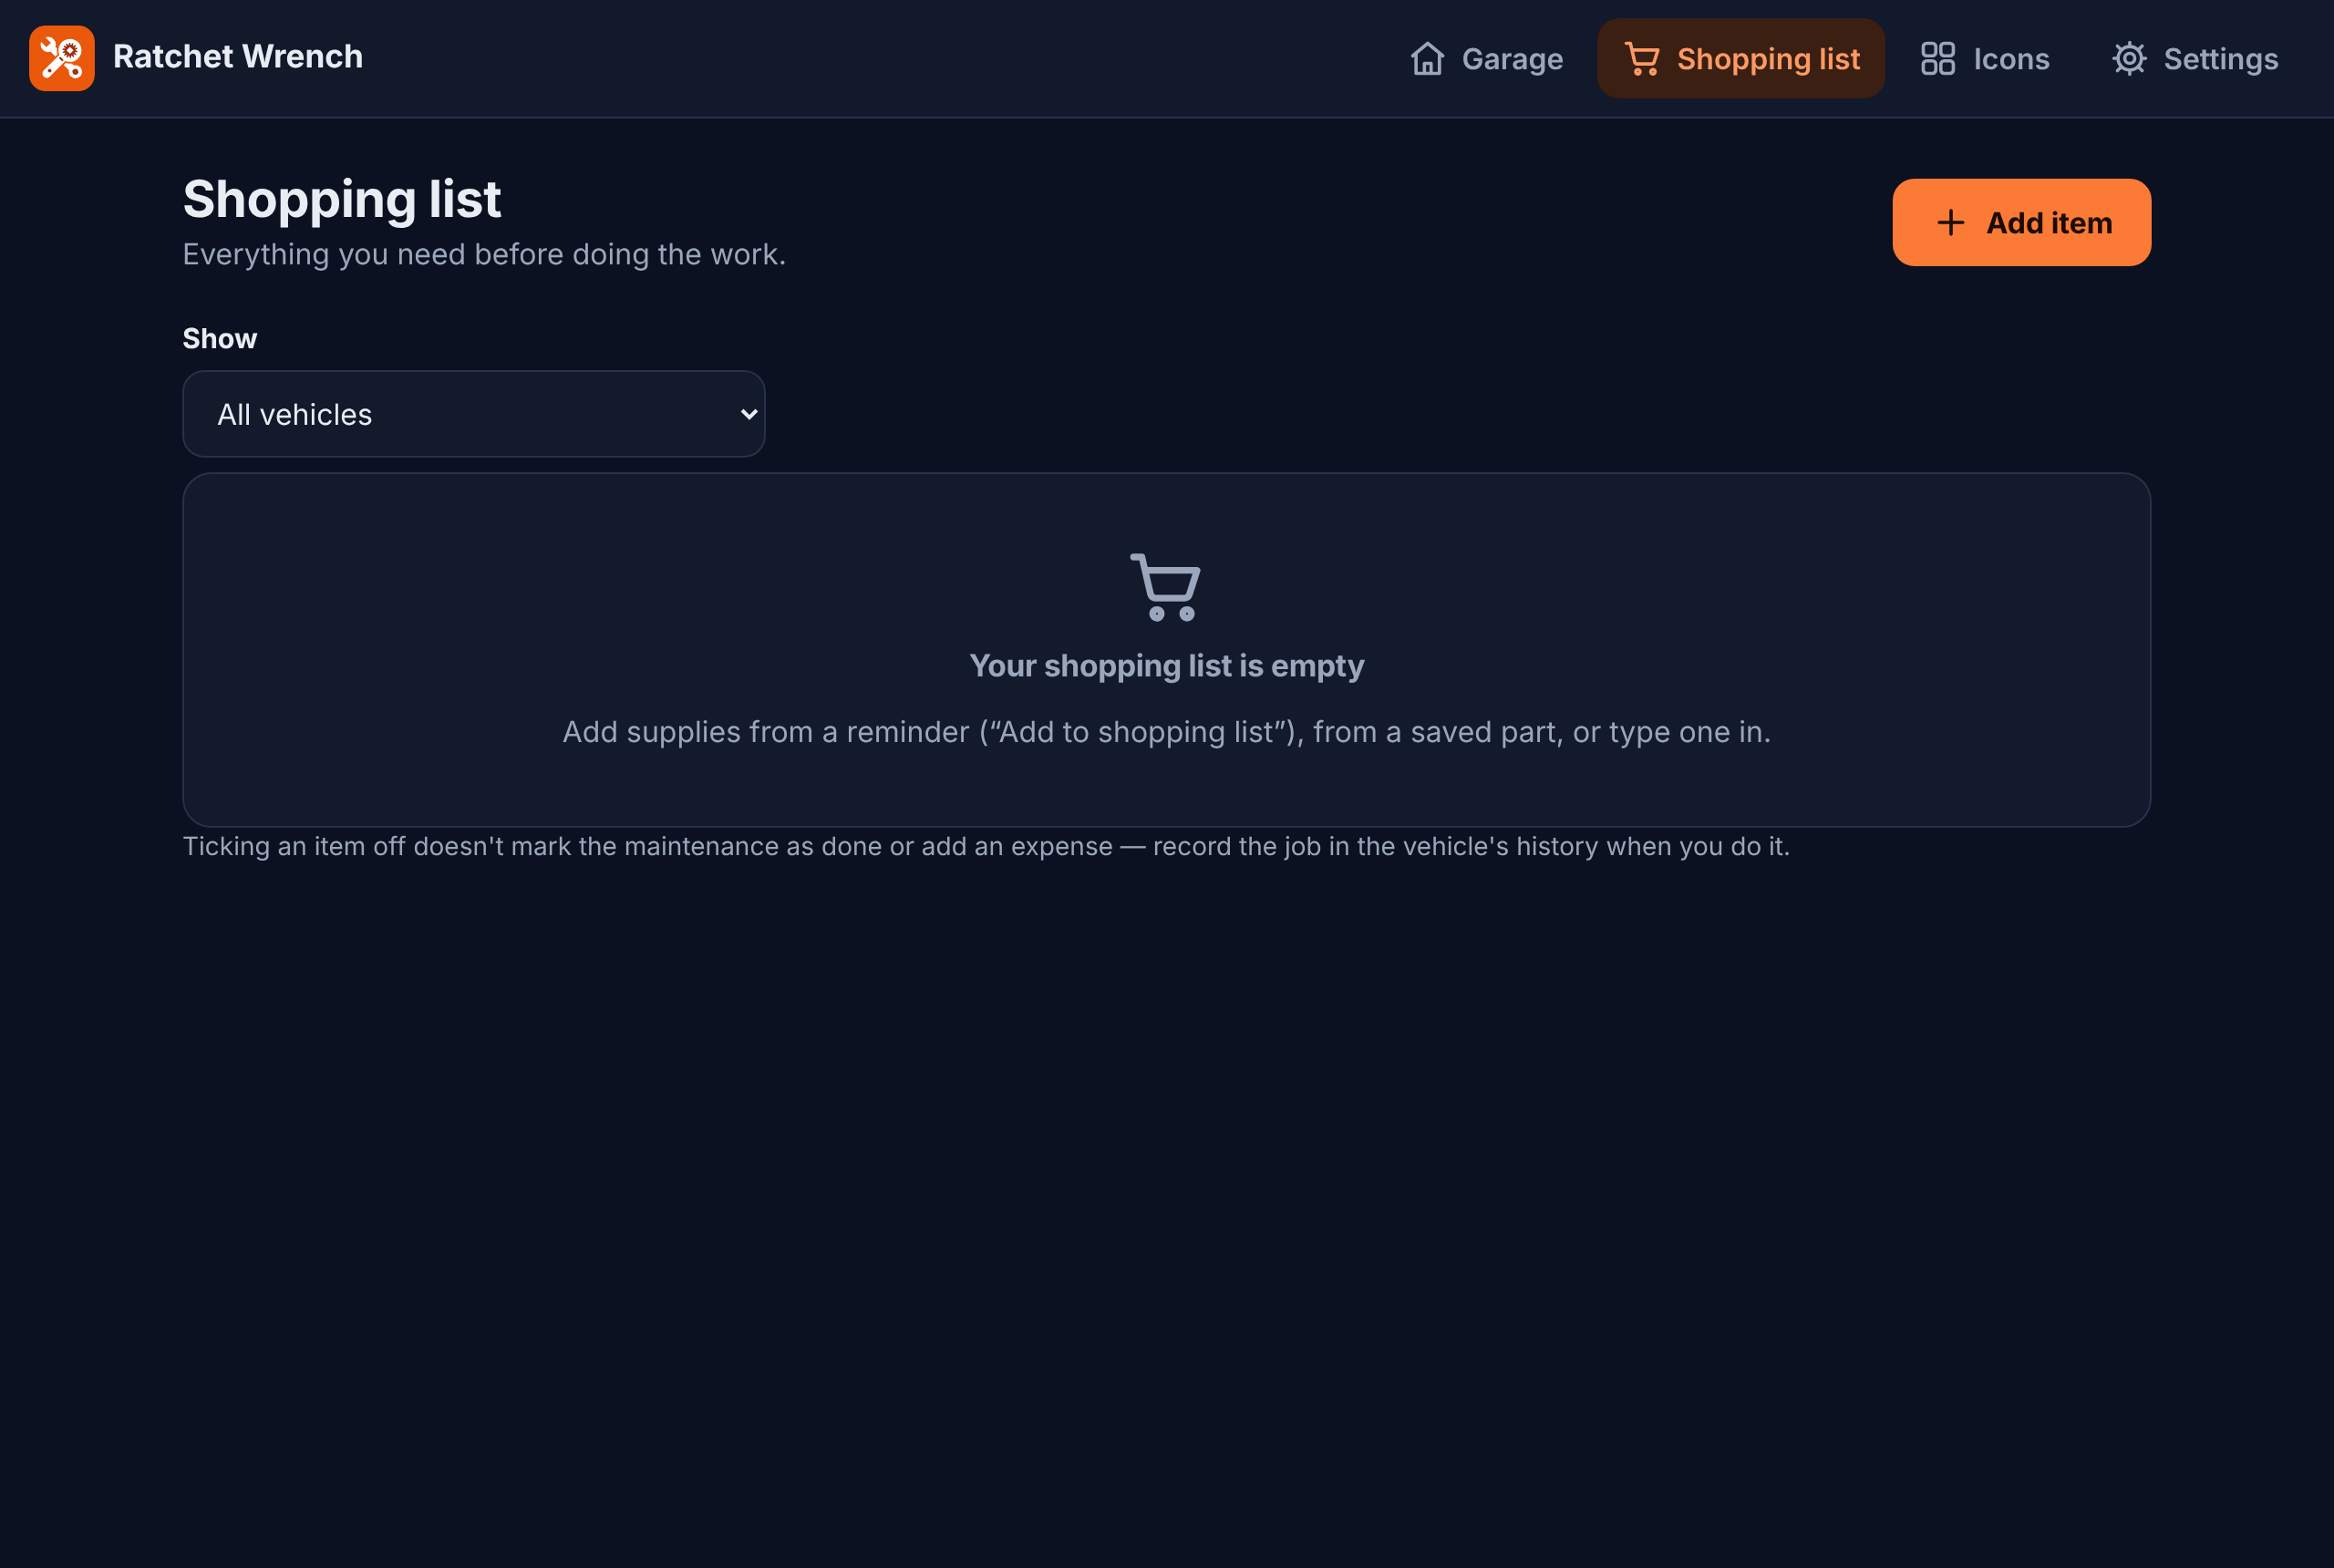 Ratchet Wrench
Garage
Shopping list
Icons
Settings
Shopping list
Everything you need before doing the work.
Add item
Show
All vehicles
Your shopping list is empty
Add supplies from a reminder (“Add to shopping list”), from a saved part, or type one in.
Ticking an item off doesn't mark the maintenance as done or add an expense — record the job in the vehicle's history when you do it.